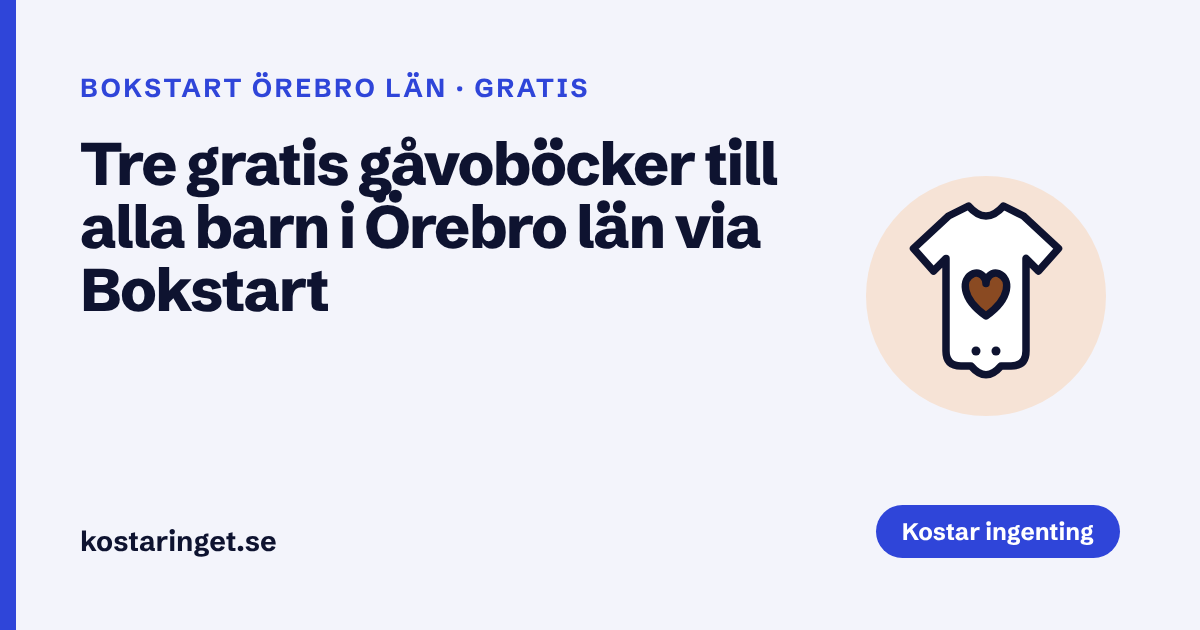 BOKSTART ÖREBRO LÄN · GRATIS
Tre gratis gåvoböcker till
alla barn i Örebro län via
Bokstart
kostaringet.se
Kostar ingenting